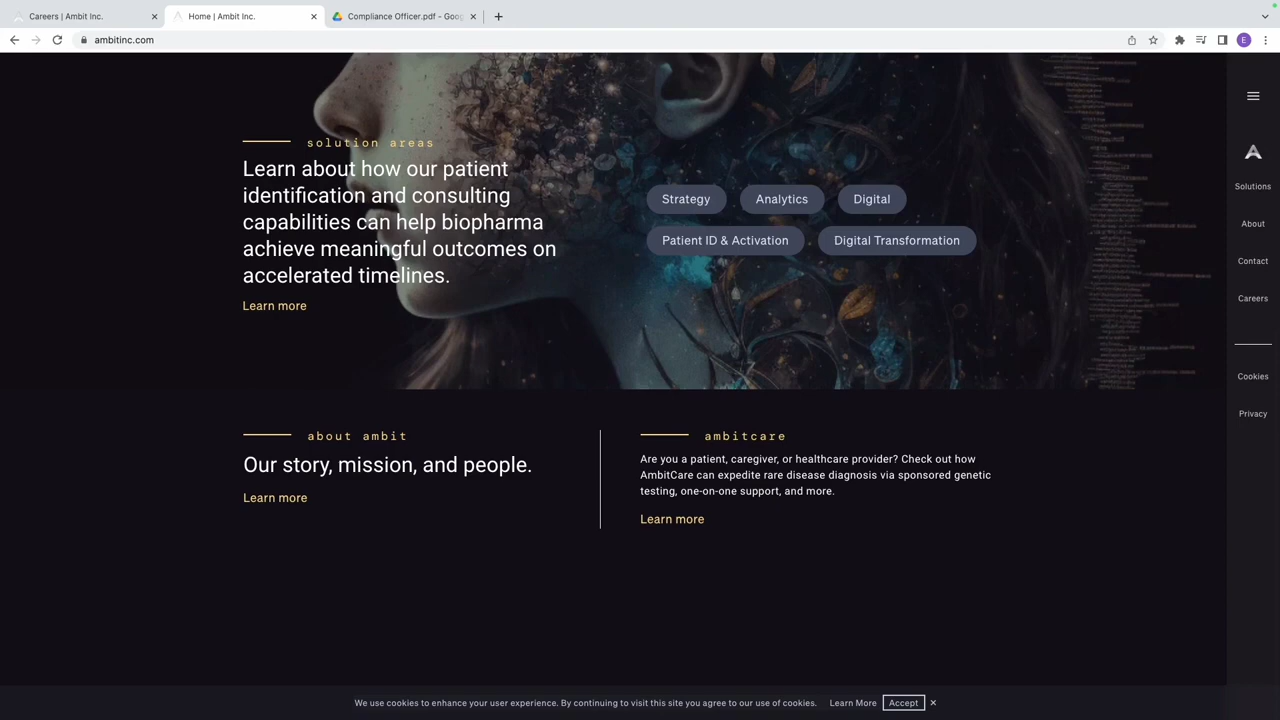 Careers | Ambit Inc.
Home | Ambit Inc.
Compliance Officer.pdf - Goog
ambitinc.com
E
solution areas
Learn about how our patient
identification and consulting
capabilities can help biopharma
achieve meaningful outcomes on
accelerated timelines.
Learn more
Strategy
Analytics
Digital
Patient ID & Activation
Digital Transformation
Solutions
About
Contact
Careers
Cookies
Privacy
about ambit
Our story, mission, and people.
Learn more
ambitcare
Are you a patient, caregiver, or healthcare provider? Check out how
AmbitCare can expedite rare disease diagnosis via sponsored genetic
testing, one-on-one support, and more.
Learn more
We use cookies to enhance your user experience. By continuing to visit this site you agree to our use of cookies. Learn More Accept